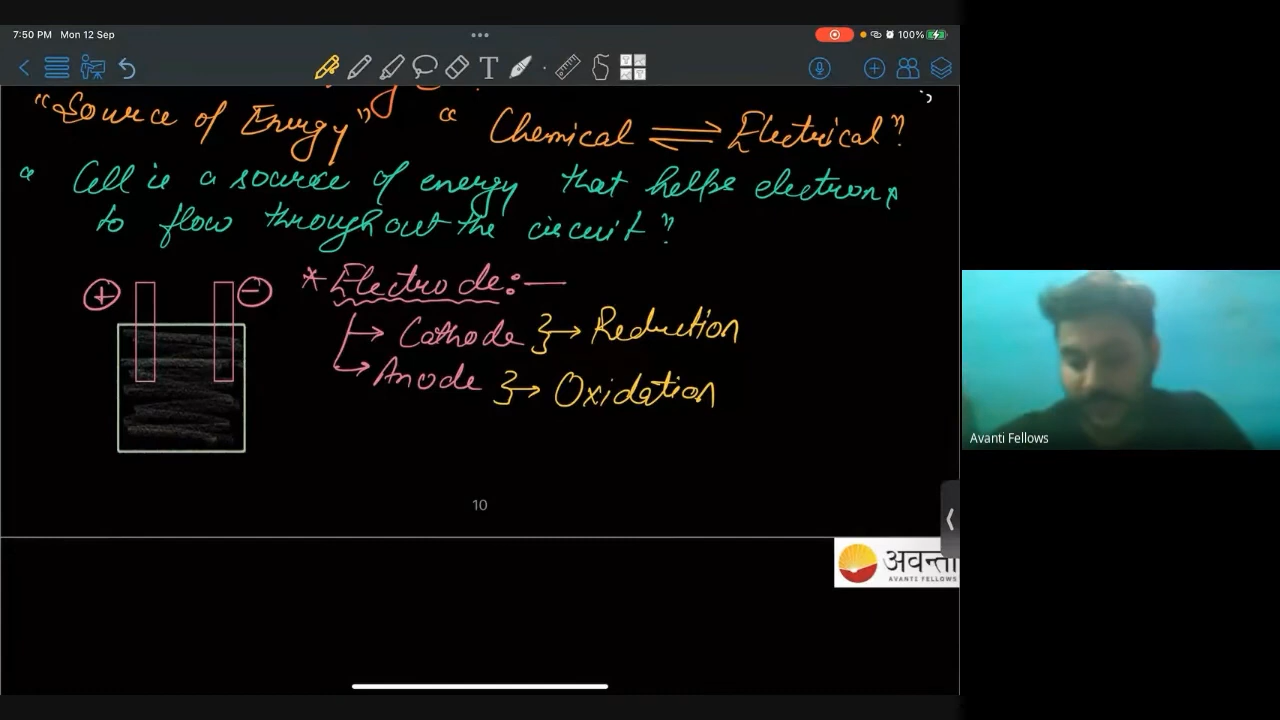 7:50 PM Mon 12 Sep
100%
"Source of Energy" " Chemical ⇌ Electrical"
" Cell is a source of energy that helps electrons
to flow throughout the circuit"
+ - * Electrode:—
→ Cathode } → Reduction
→ Anode } → Oxidation
Avanti Fellows
10
अवन्ती
AVANTI FELLOWS